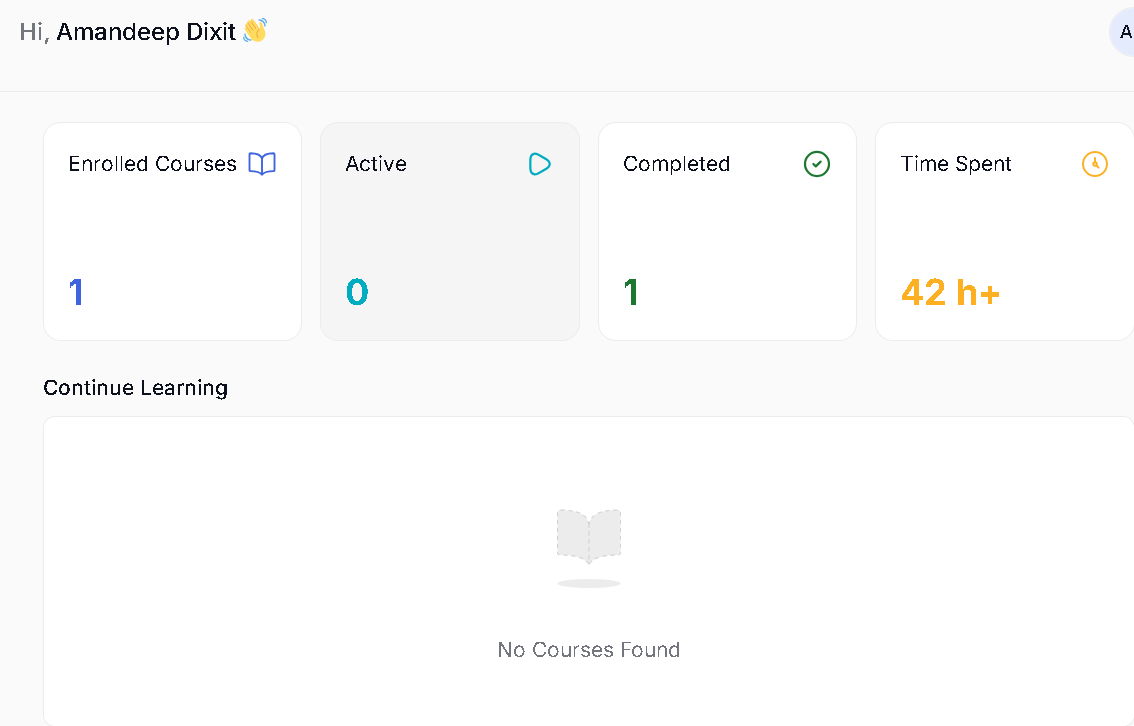 Hi, Amandeep Dixit 👋
A
Enrolled Courses
1
Active
0
Completed
1
Time Spent
42 h+
Continue Learning
No Courses Found